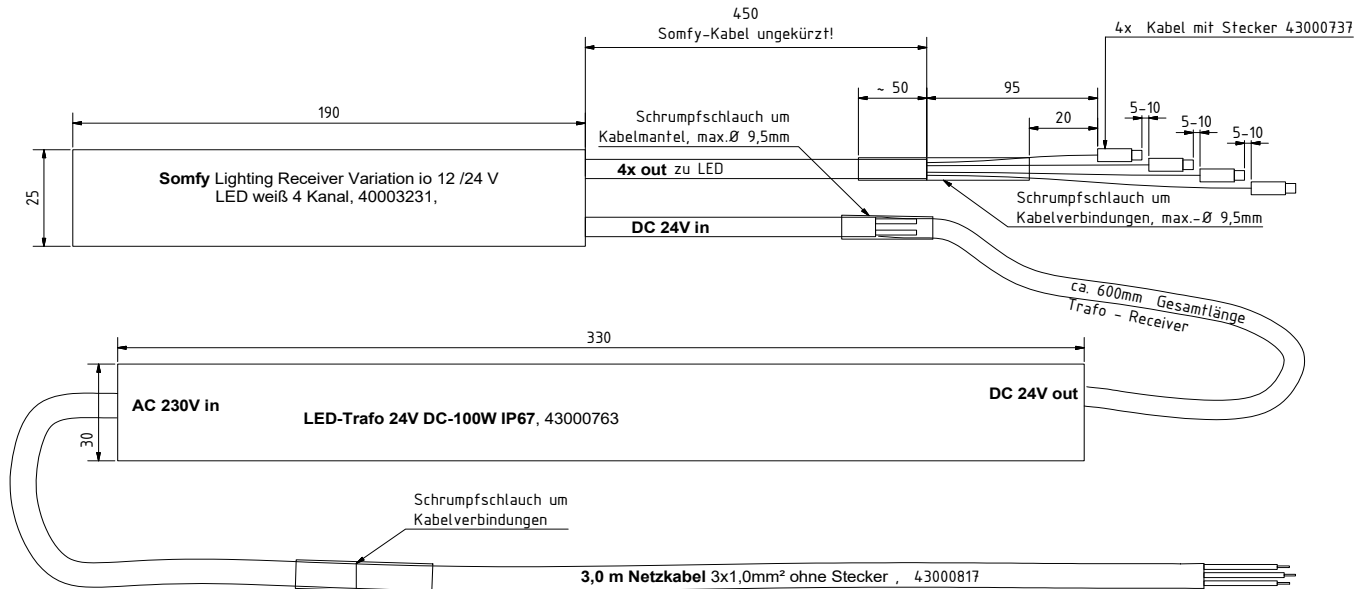 450
Somfy-Kabel ungekürzt!
4x Kabel mit Stecker 43000737
190
~ 50
95
20
5-10
5-10
5-10
Schrumpfschlauch um
Kabelmantel, max.Ø 9,5mm
25
Somfy Lighting Receiver Variation io 12 /24 V
LED weiß 4 Kanal, 40003231,
4x out zu LED
Schrumpfschlauch um
Kabelverbindungen, max.-Ø 9,5mm
DC 24V in
ca. 600mm Gesamtlänge
Trafo - Receiver
330
30
AC 230V in
DC 24V out
LED-Trafo 24V DC-100W IP67, 43000763
Schrumpfschlauch um
Kabelverbindungen
3,0 m Netzkabel 3x1,0mm² ohne Stecker , 43000817